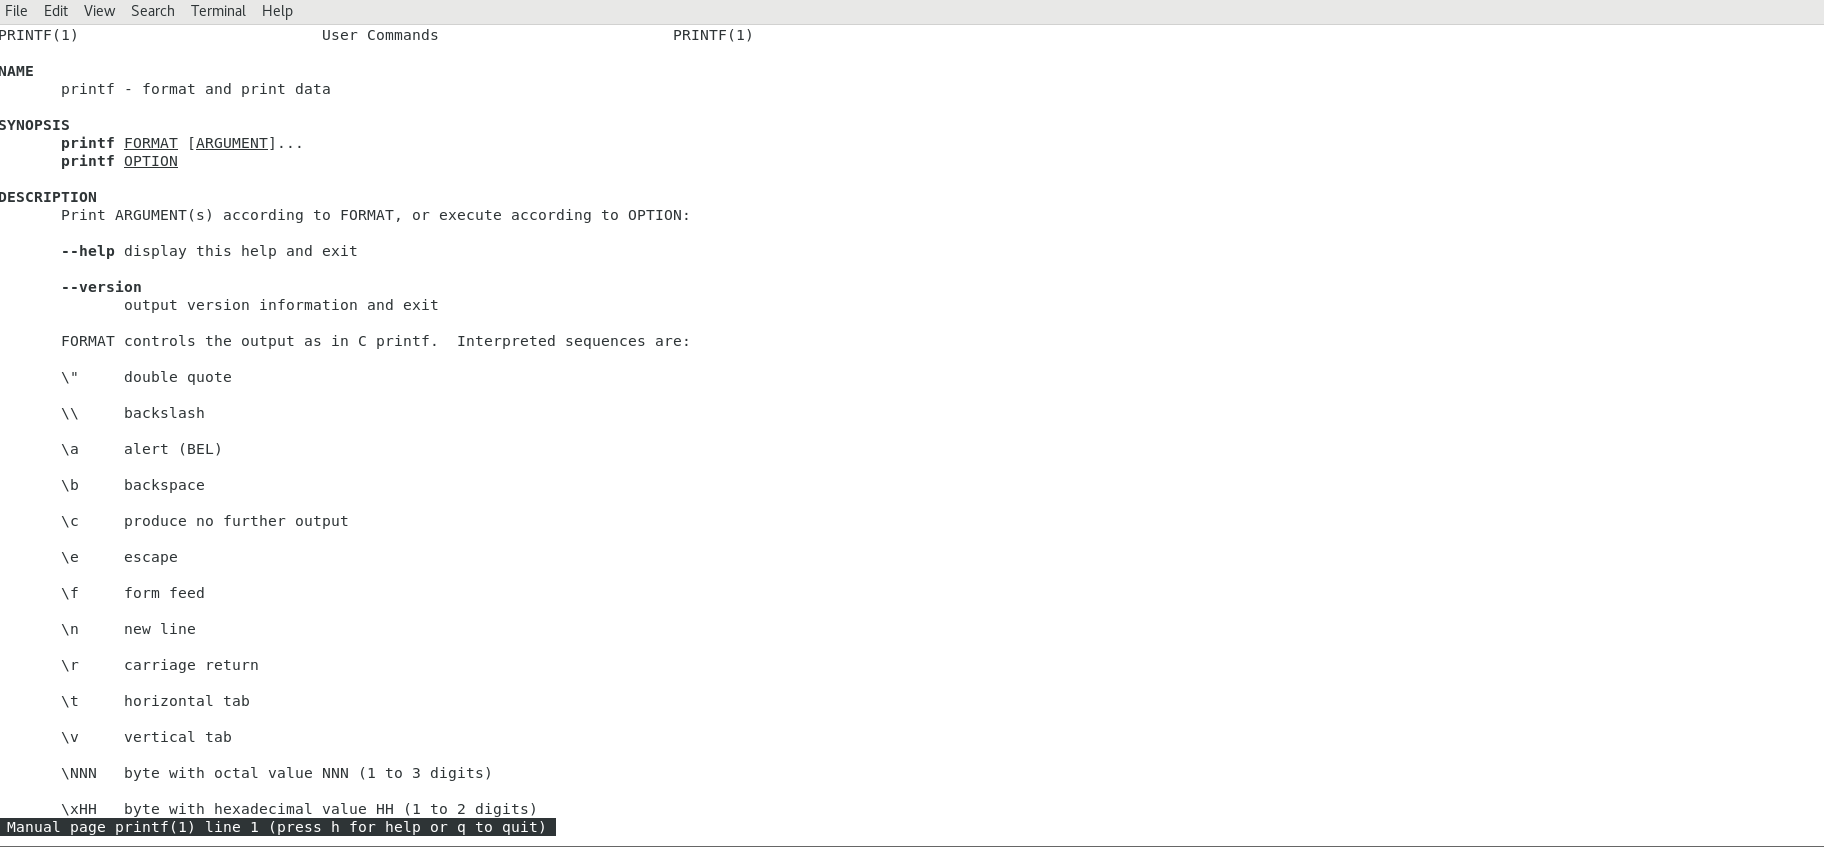 File Edit View Search Terminal Help
PRINTF(1) User Commands PRINTF(1)
NAME
printf - format and print data
SYNOPSIS
printf FORMAT [ARGUMENT]...
printf OPTION
DESCRIPTION
Print ARGUMENT(s) according to FORMAT, or execute according to OPTION:
--help display this help and exit
--version
output version information and exit
FORMAT controls the output as in C printf.  Interpreted sequences are:
\" double quote
\\ backslash
\a alert (BEL)
\b backspace
\c produce no further output
\e escape
\f form feed
\n new line
\r carriage return
\t horizontal tab
\v vertical tab
\NNN byte with octal value NNN (1 to 3 digits)
\xHH byte with hexadecimal value HH (1 to 2 digits)
Manual page printf(1) line 1 (press h for help or q to quit)